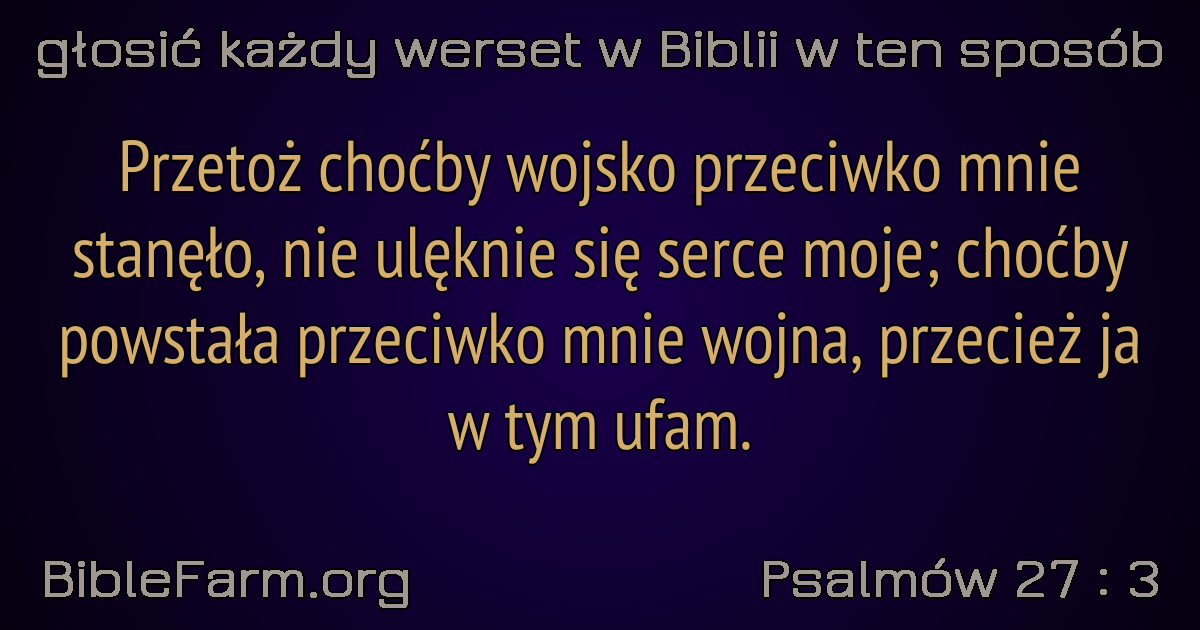 głosić każdy werset w Biblii w ten sposób
Przetoż choćby wojsko przeciwko mnie
stanęło, nie ulęknie się serce moje; choćby
powstała przeciwko mnie wojna, przecież ja
w tym ufam.
BibleFarm.org
Psalmów 27 : 3